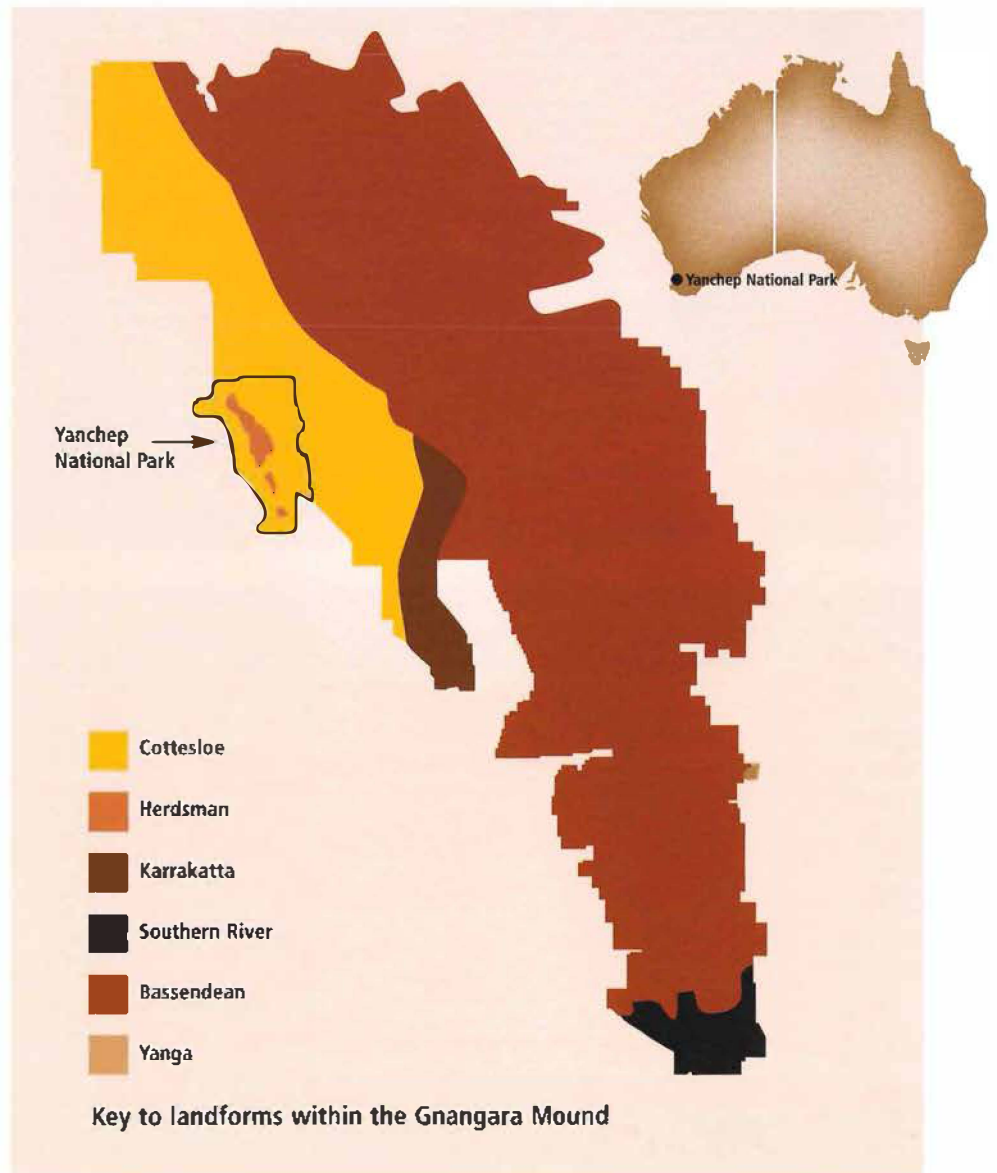 Yanchep National Park
Yanchep
National Park
Cottesloe
Herdsman
Karrakatta
Southern River
Bassendean
Yanga
Key to landforms within the Gnangara Mound